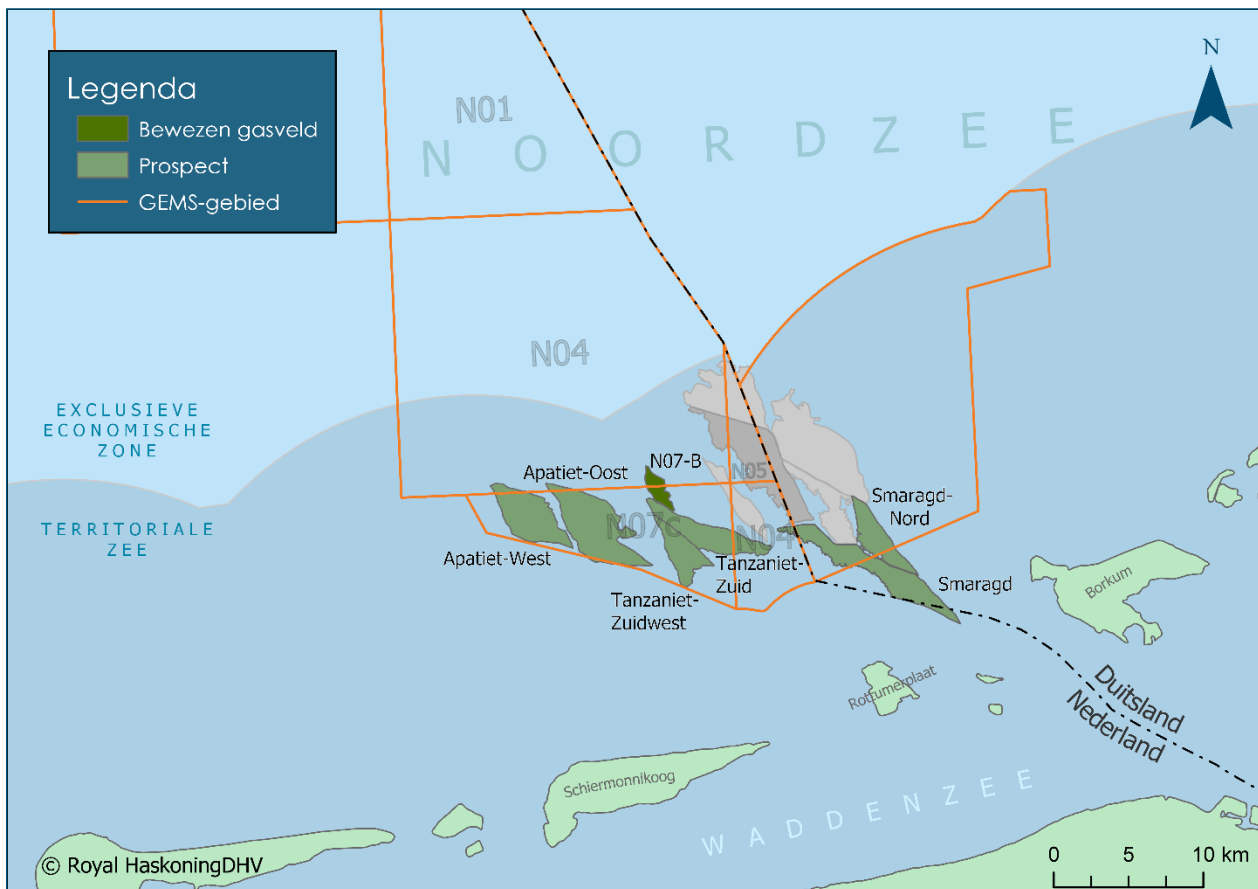 Legenda
Bewezen gasveld
Prospect
GEMS-gebied
N01
N
NOORDZEE
N04
EXCLUSIEVE
ECONOMISCHE
ZONE
TERRITORIALE
ZEE
Apatiet-Oost
N07-B
N05
Smaragd-
Nord
N07c
N04
Apatiet-West
Tanzaniet-
Zuid
Smaragd
Tanzaniet-
Zuidwest
Borkum
Rottumerplaat
Duitsland
Nederland
Schiermonnikoog
WADDENZEE
© Royal HaskoningDHV
0 5 10 km